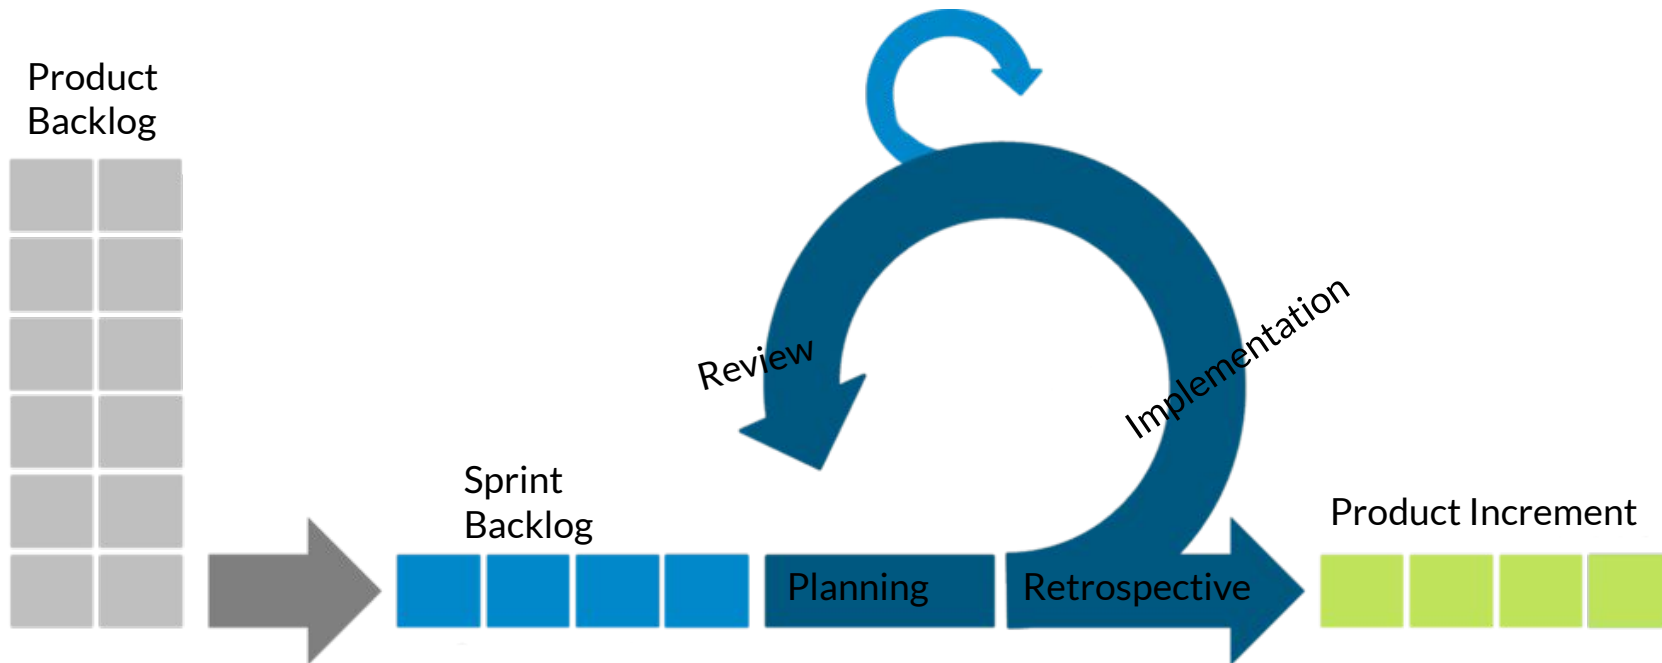 Product
Backlog
Review
Implementation
Sprint
Backlog
Product Increment
Planning
Retrospective